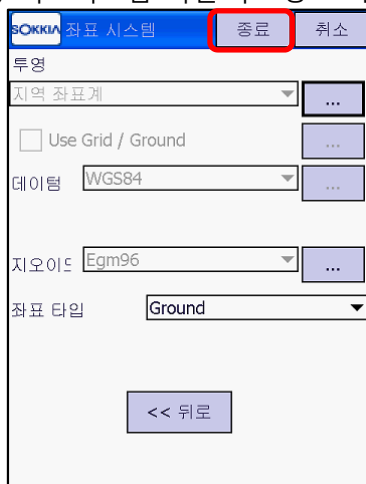 SOKKIA 좌표 시스템 종료 취소
투영
지역 좌표계 ...
Use Grid / Ground ...
데이텀 WGS84 ...
지오이드 Egm96 ...
좌표 타입 Ground
<< 뒤로